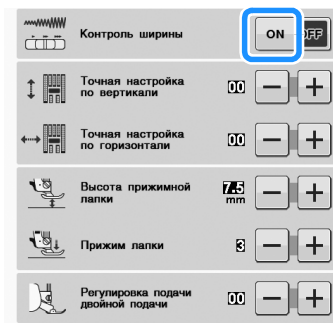 Контроль ширины
ON
OFF
Точная настройка
по вертикали
00
Точная настройка
по горизонтали
00
Высота прижимной
лапки
7.5
mm
Прижим лапки
3
Регулировка подачи
двойной подачи
00